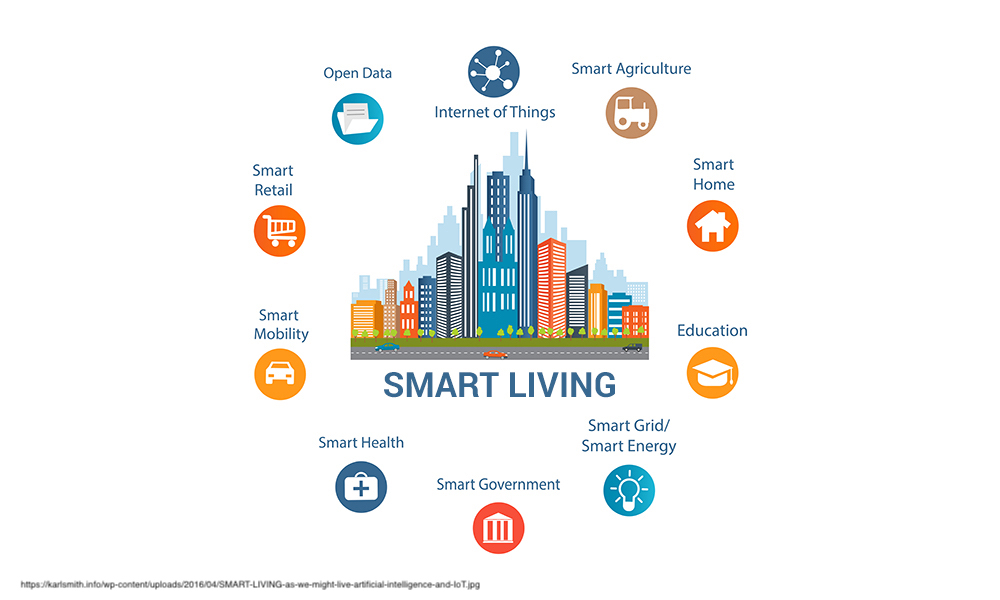 Internet of Things
Smart Agriculture
Open Data
Smart
Retail
Smart
Home
Smart
Mobility
Education
SMART LIVING
Smart Grid/
Smart Energy
Smart Health
Smart Government
https://karlsmith.info/wp-content/uploads/2016/04/SMART-LIVING-as-we-might-live-artificial-intelligence-and-IoT.jpg